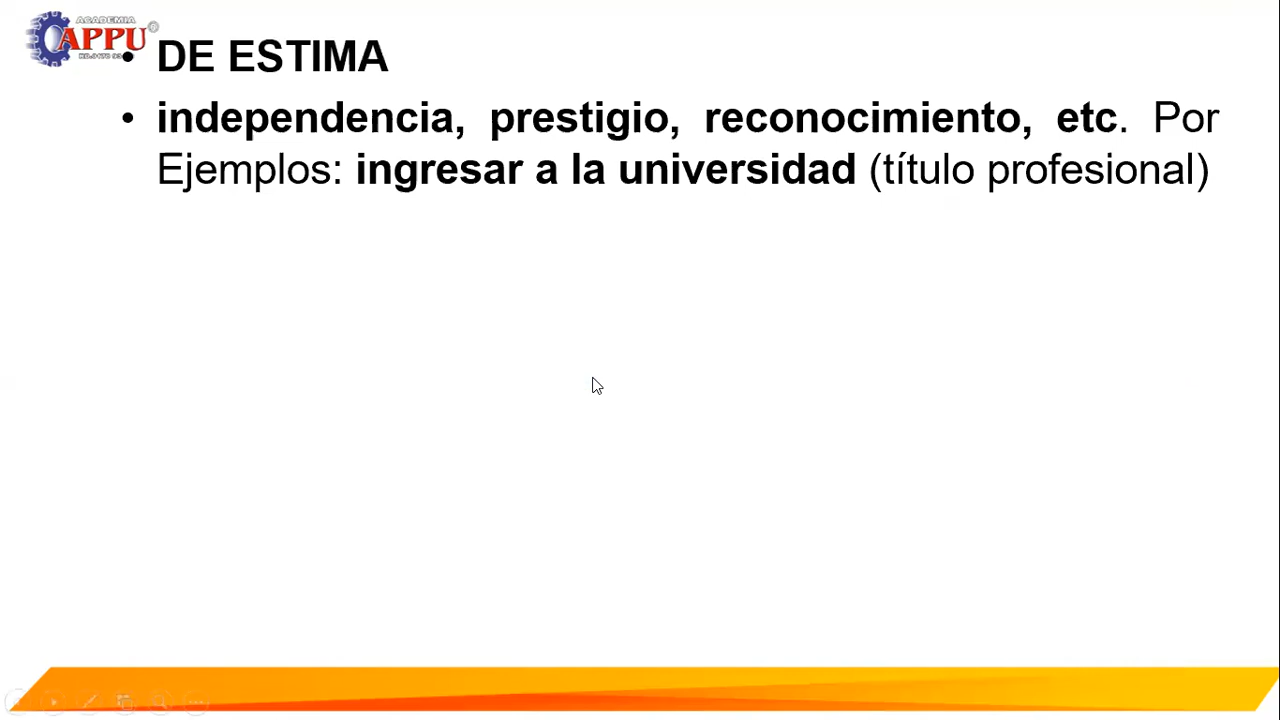 ACADEMIA
APPU
• DE ESTIMA
• independencia, prestigio, reconocimiento, etc. Por
Ejemplos: ingresar a la universidad (título profesional)